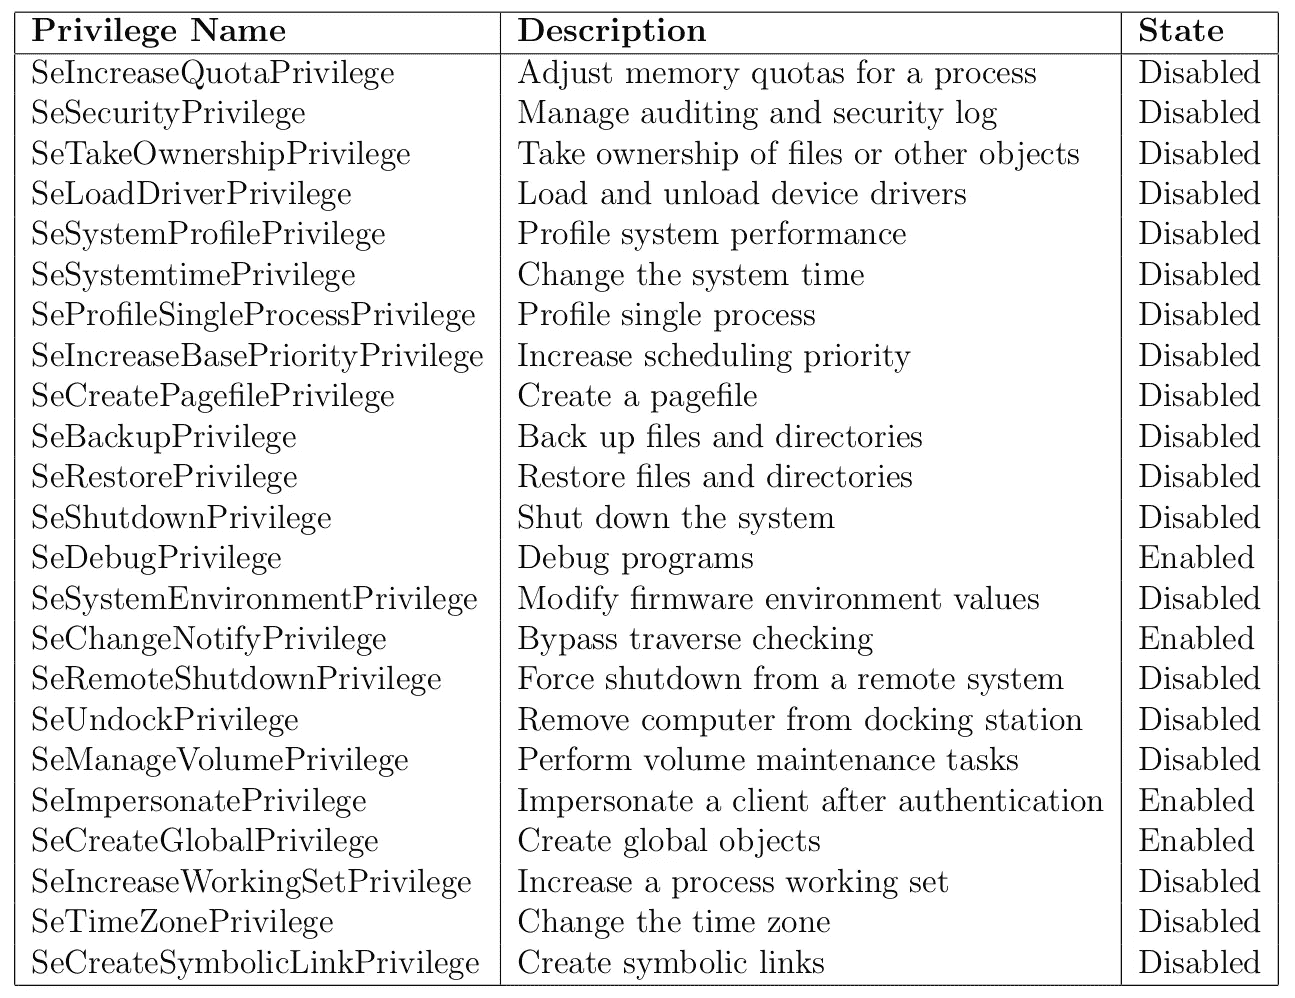 Privilege Name Description State
SeIncreaseQuotaPrivilege Adjust memory quotas for a process Disabled
SeSecurityPrivilege Manage auditing and security log Disabled
SeTakeOwnershipPrivilege Take ownership of files or other objects Disabled
SeLoadDriverPrivilege Load and unload device drivers Disabled
SeSystemProfilePrivilege Profile system performance Disabled
SeSystemtimePrivilege Change the system time Disabled
SeProfileSingleProcessPrivilege Profile single process Disabled
SeIncreaseBasePriorityPrivilege Increase scheduling priority Disabled
SeCreatePagefilePrivilege Create a pagefile Disabled
SeBackupPrivilege Back up files and directories Disabled
SeRestorePrivilege Restore files and directories Disabled
SeShutdownPrivilege Shut down the system Disabled
SeDebugPrivilege Debug programs Enabled
SeSystemEnvironmentPrivilege Modify firmware environment values Disabled
SeChangeNotifyPrivilege Bypass traverse checking Enabled
SeRemoteShutdownPrivilege Force shutdown from a remote system Disabled
SeUndockPrivilege Remove computer from docking station Disabled
SeManageVolumePrivilege Perform volume maintenance tasks Disabled
SeImpersonatePrivilege Impersonate a client after authentication Enabled
SeCreateGlobalPrivilege Create global objects Enabled
SeIncreaseWorkingSetPrivilege Increase a process working set Disabled
SeTimeZonePrivilege Change the time zone Disabled
SeCreateSymbolicLinkPrivilege Create symbolic links Disabled